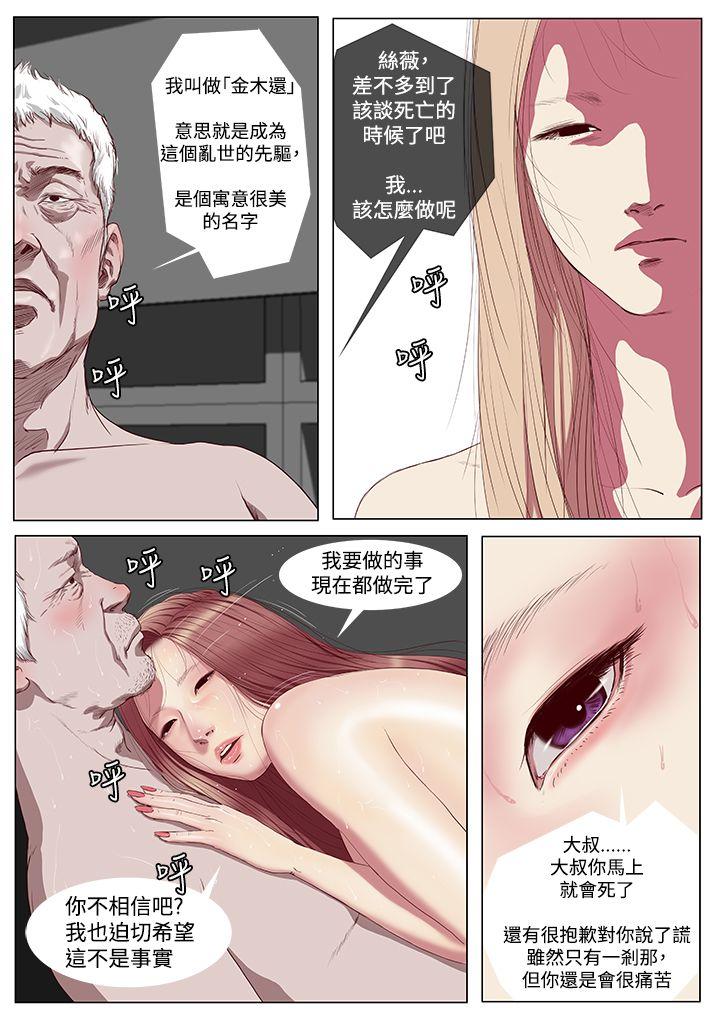 我叫做「金木還」
意思就是成為
這個亂世的先驅，
是個寓意很美
的名字
呼
呼
絲薇，
差不多到了
該談死亡的
時候了吧
我…
該怎麼做呢
呼
呼
我要做的事
現在都做完了
呼
呼
呼
呼
你不相信吧？
我也迫切希望
這不是事實
大叔……
大叔你馬上
就會死了
還有很抱歉對你說了謊
雖然只有一剎那，
但你還是會很痛苦